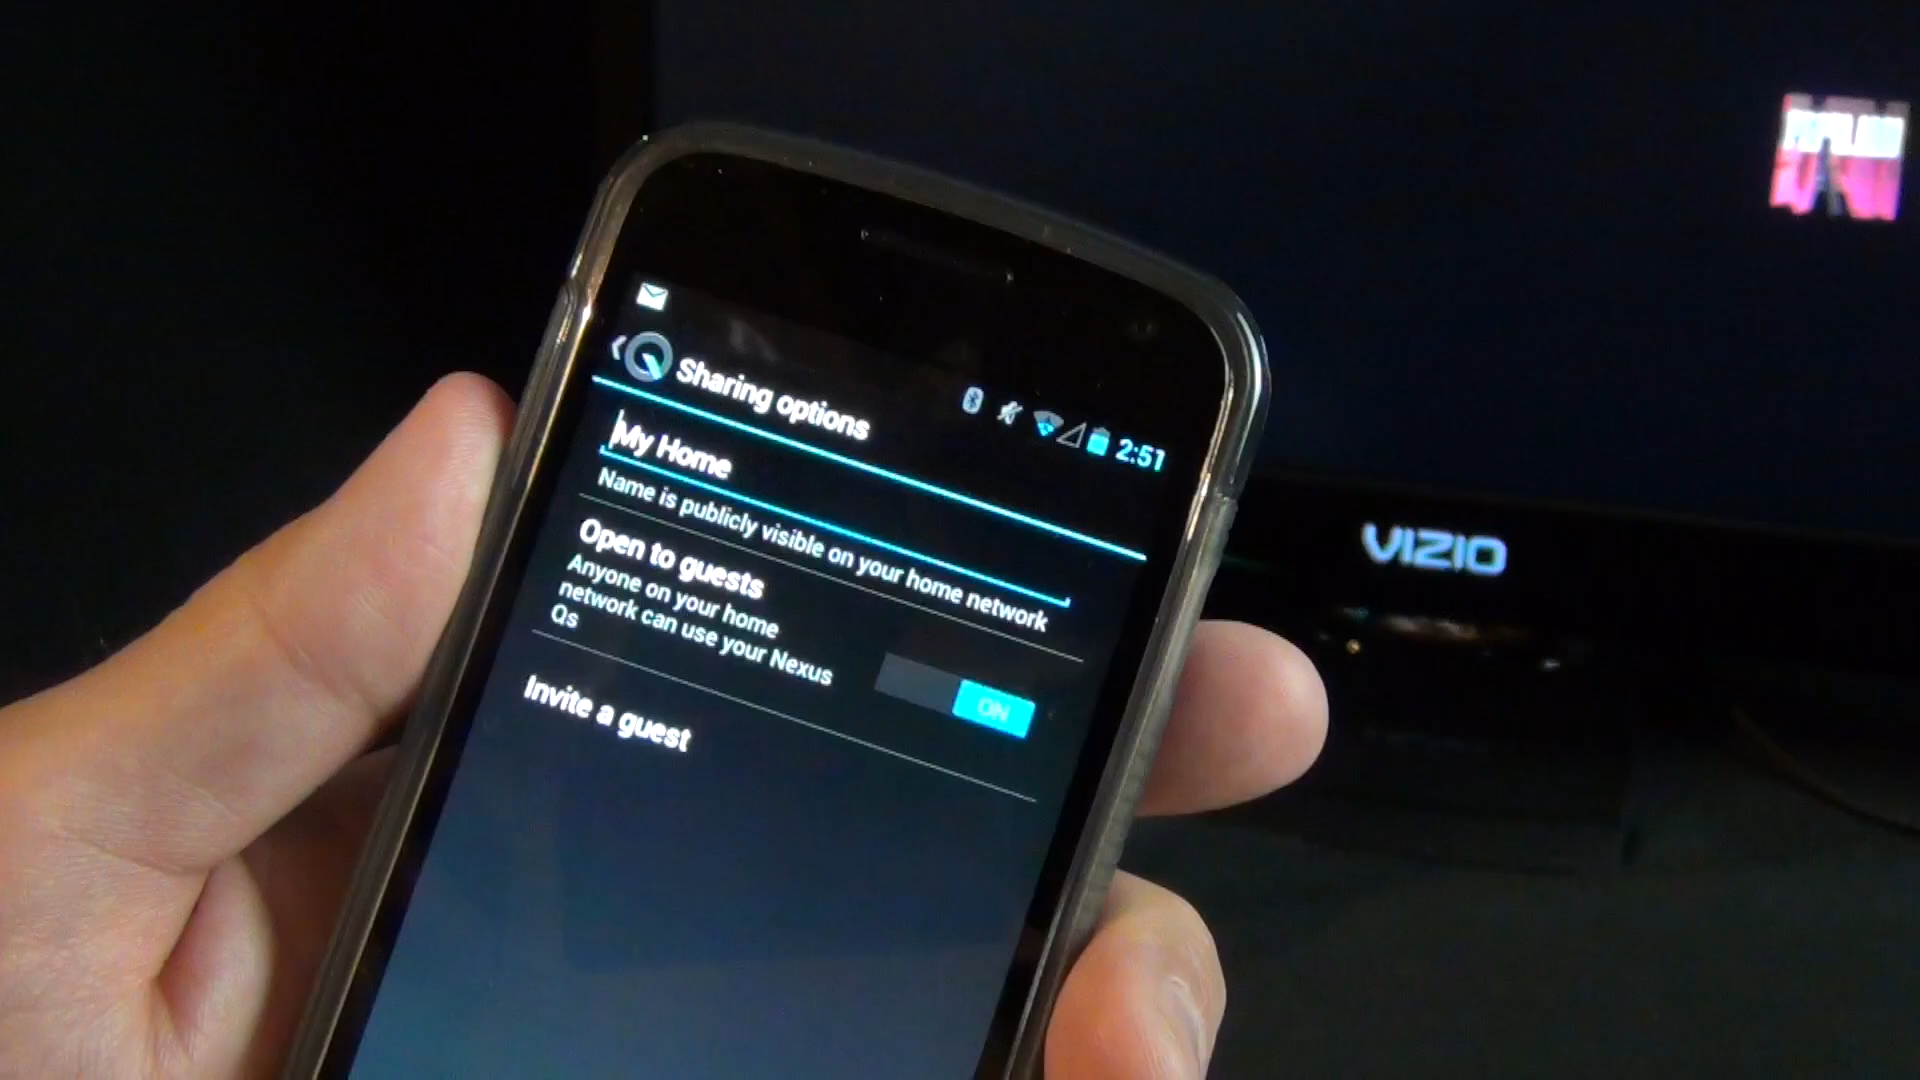 Sharing options
2:51
My Home
Name is publicly visible on your home network
Open to guests
Anyone on your home
network can use your Nexus
Qs
ON
Invite a guest
VIZIO